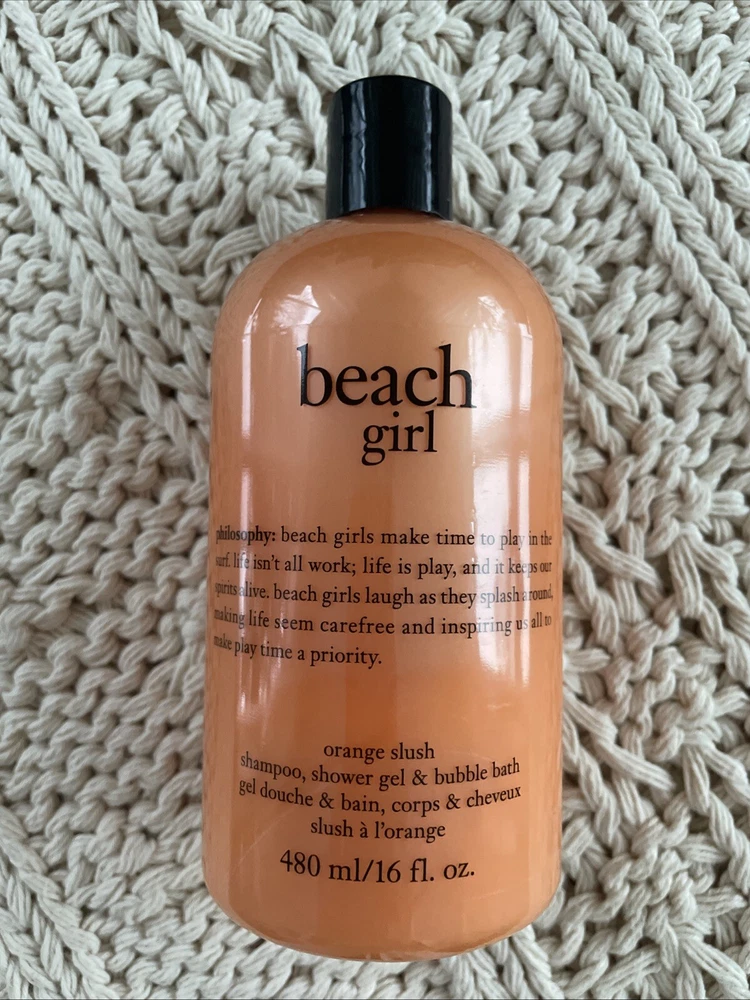 beach
girl
philosophy: beach girls make time to play in the
surf. life isn't all work; life is play, and it keeps our
spirits alive. beach girls laugh as they splash around,
making life seem carefree and inspiring us all to
make play time a priority.
orange slush
shampoo, shower gel & bubble bath
gel douche & bain, corps & cheveux
slush à l'orange
480 ml/16 fl. oz.